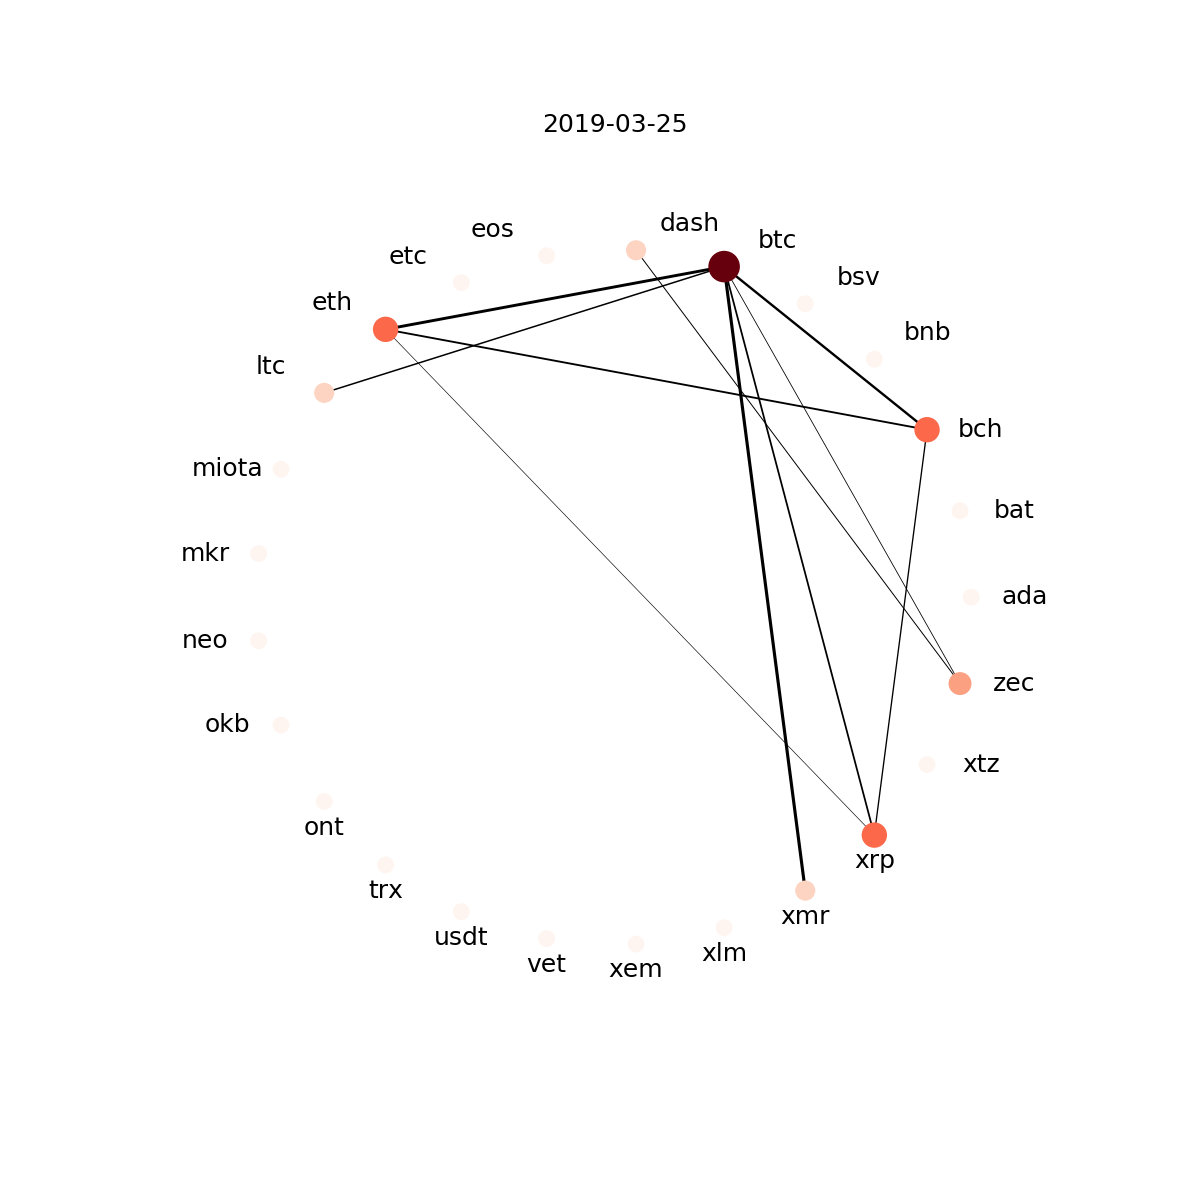 2019-03-25
dash
eos
btc
etc
bsv
eth
bnb
ltc
bch
miota
bat
mkr
ada
neo
zec
okb
xtz
ont
xrp
trx
xmr
usdt
xlm
vet
xem